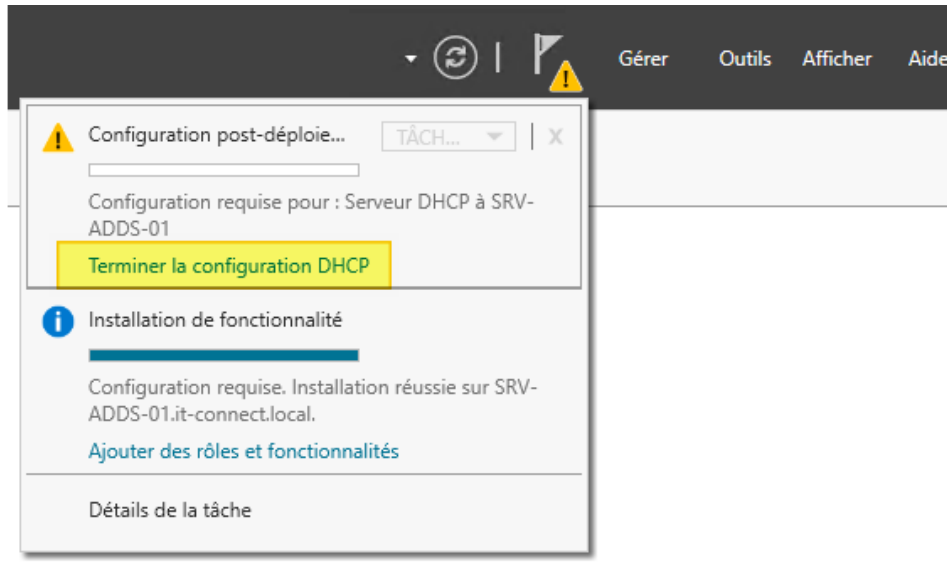 Gérer Outils Afficher Aide
Configuration post-déploie... TÂCH... X
Configuration requise pour : Serveur DHCP à SRV-
ADDS-01
Terminer la configuration DHCP
Installation de fonctionnalité
Configuration requise. Installation réussie sur SRV-
ADDS-01.it-connect.local.
Ajouter des rôles et fonctionnalités
Détails de la tâche